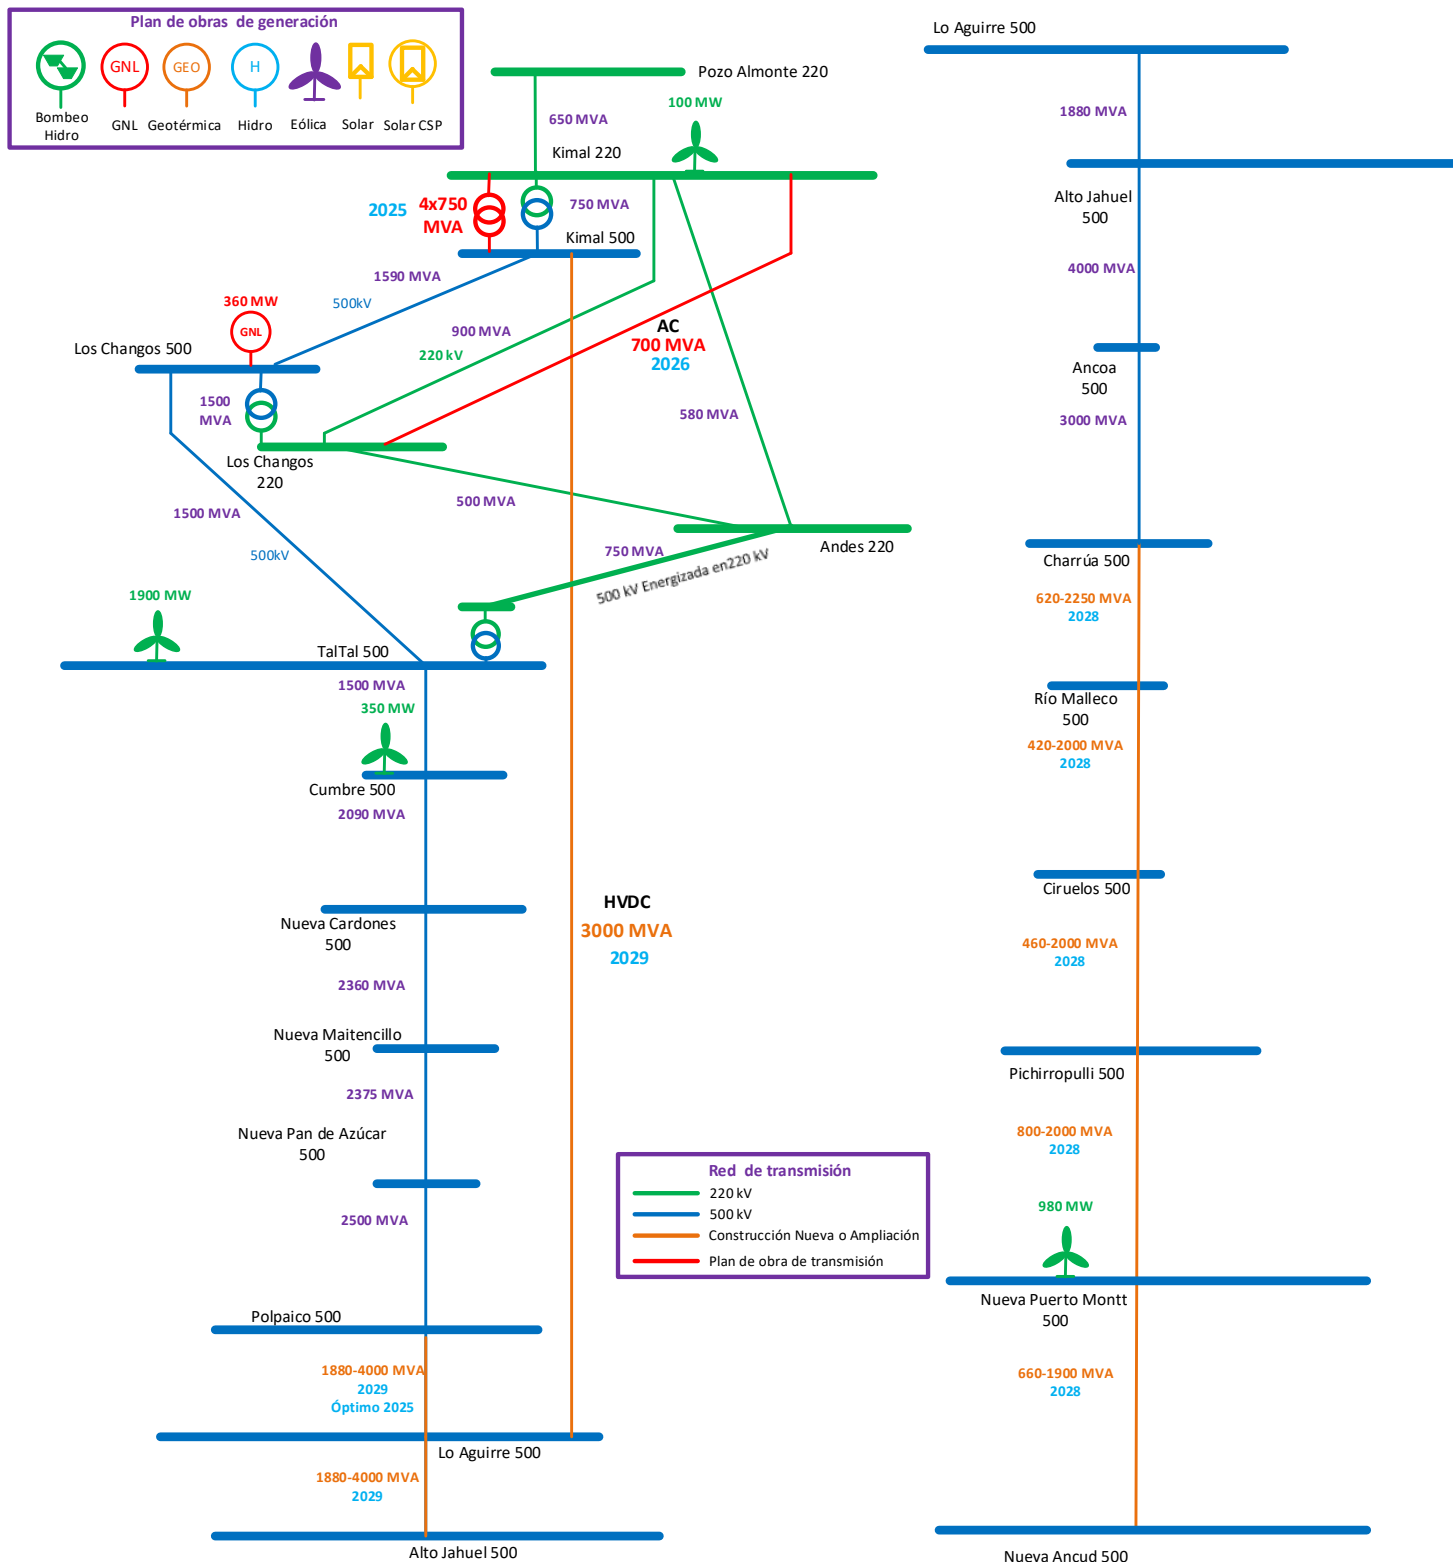 Plan de obras de generación
GNL
GEO
H
Bombeo
Hidro
GNL
Geotérmica
Hidro
Eólica
Solar
Solar CSP
Pozo Almonte 220
650 MVA
100 MW
Kimal 220
2025
4x750
MVA
750 MVA
Kimal 500
1590 MVA
500kV
360 MW
GNL
Los Changos 500
900 MVA
220 kV
AC
700 MVA
2026
1500
MVA
580 MVA
Los Changos
220
1500 MVA
500 MVA
500kV
750 MVA
Andes 220
500 kV Energizada en220 kV
1900 MW
TalTal 500
1500 MVA
350 MW
Cumbre 500
2090 MVA
HVDC
3000 MVA
2029
Nueva Cardones
500
2360 MVA
Nueva Maitencillo
500
2375 MVA
Nueva Pan de Azúcar
500
2500 MVA
Polpaico 500
1880-4000 MVA
2029
Óptimo 2025
Lo Aguirre 500
1880-4000 MVA
2029
Alto Jahuel 500
Red de transmisión
220 kV
500 kV
Construcción Nueva o Ampliación
Plan de obra de transmisión
Lo Aguirre 500
1880 MVA
Alto Jahuel
500
4000 MVA
Ancoa
500
3000 MVA
Charrúa 500
620-2250 MVA
2028
Río Malleco
500
420-2000 MVA
2028
Ciruelos 500
460-2000 MVA
2028
Pichirropulli 500
800-2000 MVA
2028
980 MW
Nueva Puerto Montt
500
660-1900 MVA
2028
Nueva Ancud 500